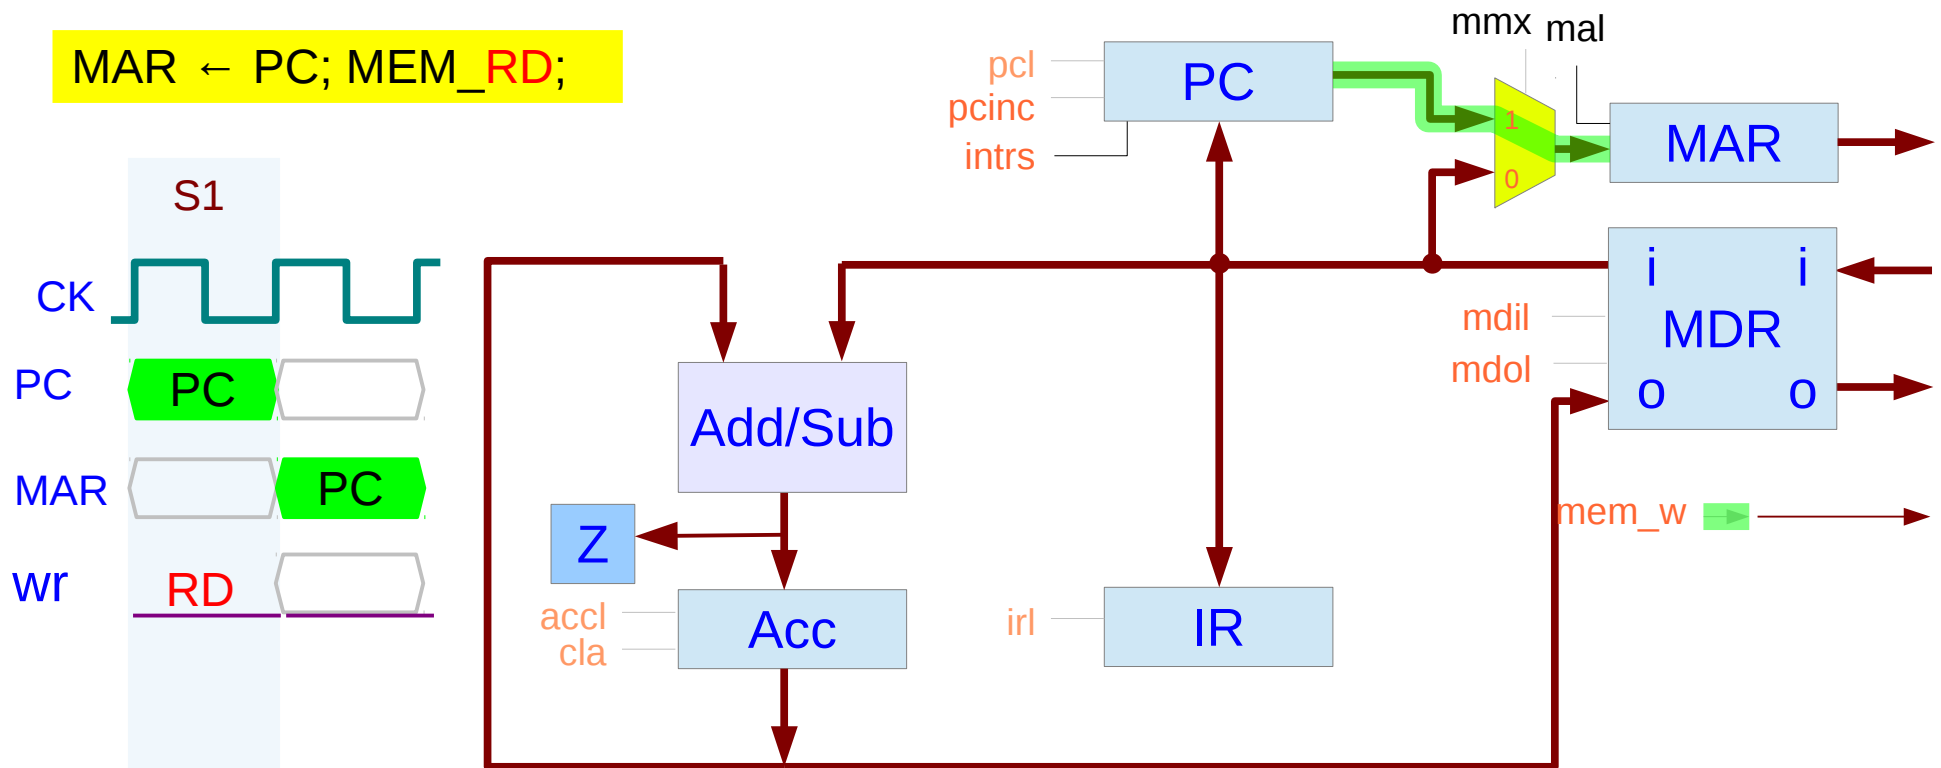 MAR ← PC; MEM_RD;
S1
CK
PC
PC
MAR
PC
wr
RD
pcl
pcinc
intrs
PC
mmx
mal
1
0
MAR
i
i
MDR
o
o
mdil
mdol
mem_w
Add/Sub
Z
accl
cla
Acc
irl
IR